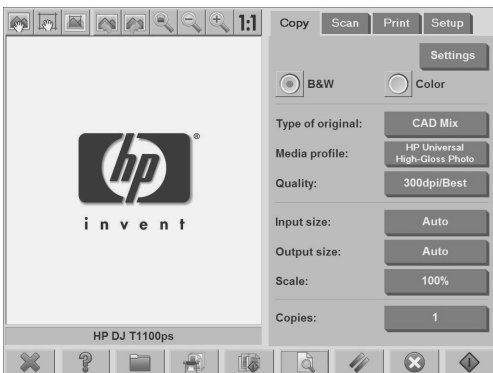 1:1
Copy
Scan
Print
Setup
Settings
B&W
Color
Type of original:
CAD Mix
Media profile:
HP Universal
High-Gloss Photo
Quality:
300dpi/Best
Input size:
Auto
Output size:
Auto
Scale:
100%
Copies:
1
hp
®
invent
HP DJ T1100ps